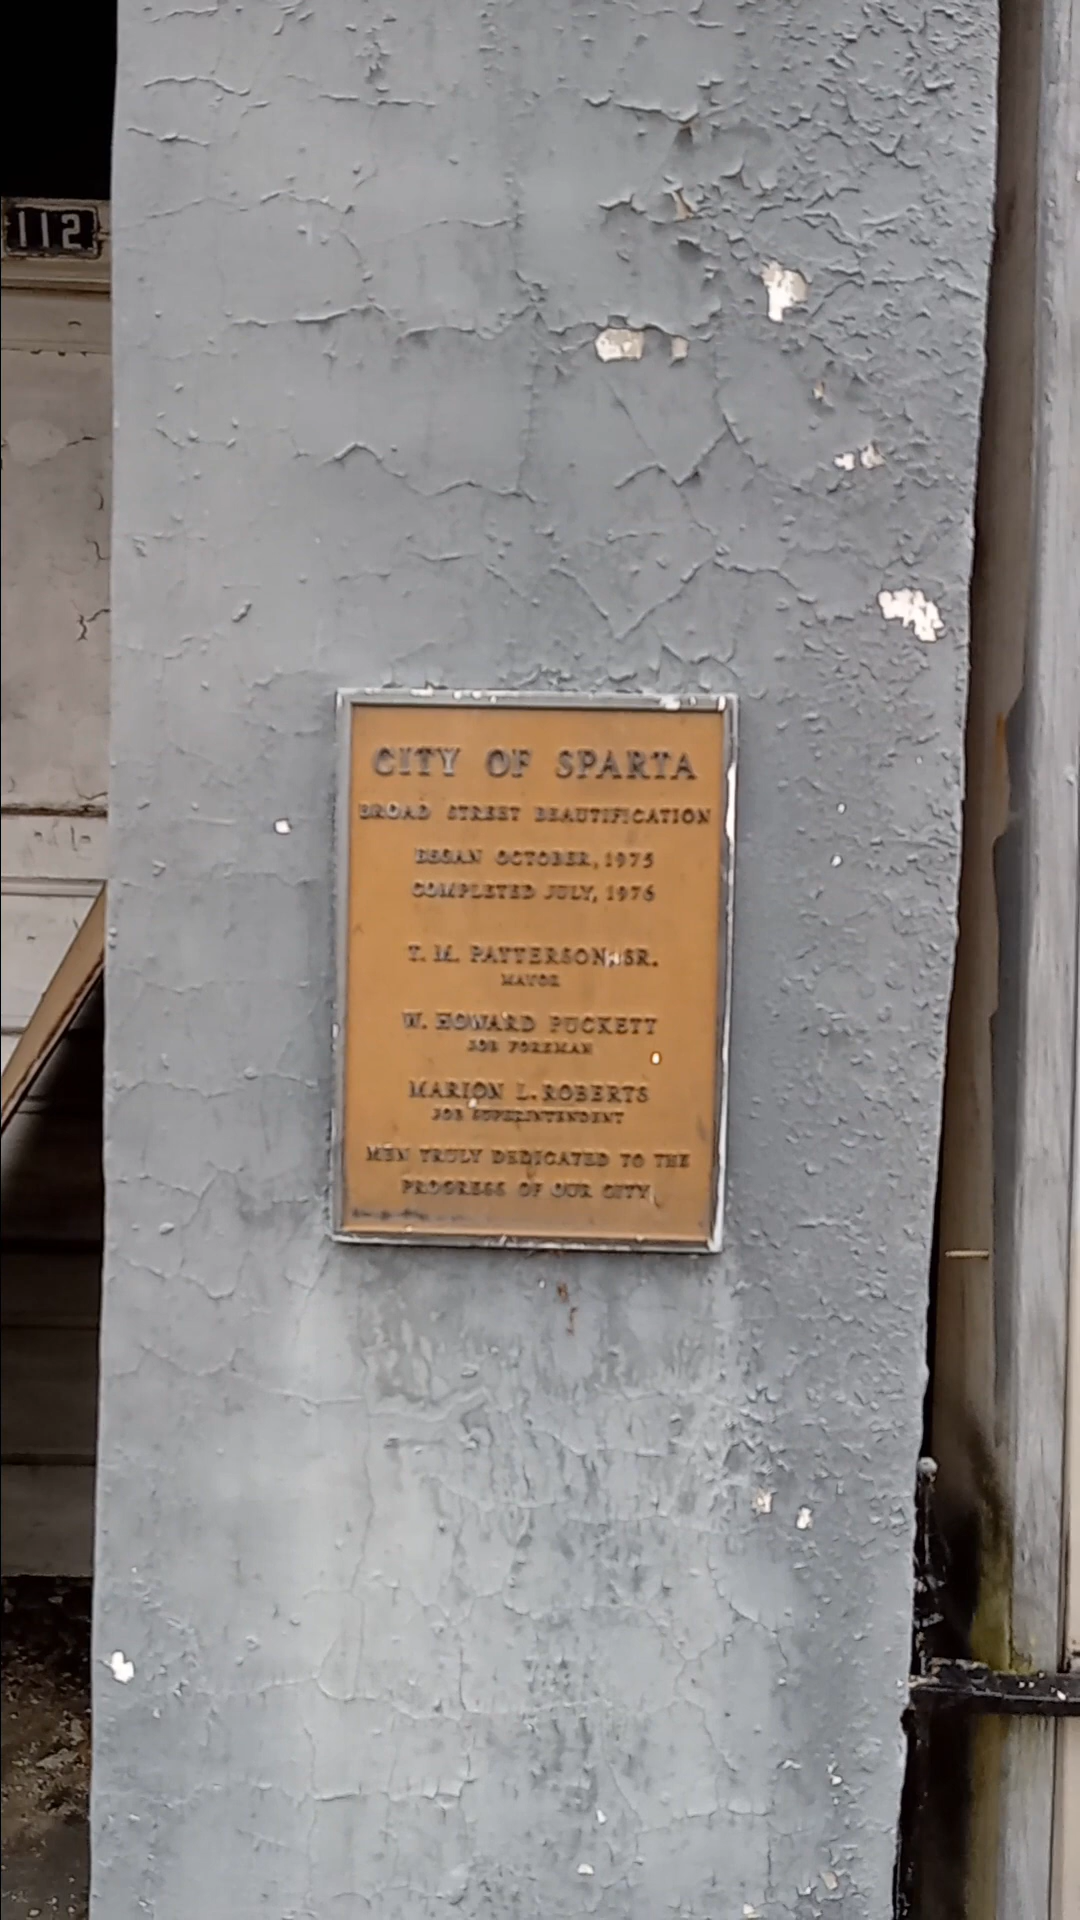 112
CITY OF SPARTA
BROAD STREET BEAUTIFICATION
BEGAN OCTOBER, 1975
COMPLETED JULY, 1976
T. M. PATTERSON, SR.
MAYOR
W. HOWARD PUCKETT
JOB FOREMAN
MARION L. ROBERTS
JOB SUPERINTENDENT
MEN TRULY DEDICATED TO THE
PROGRESS OF OUR CITY